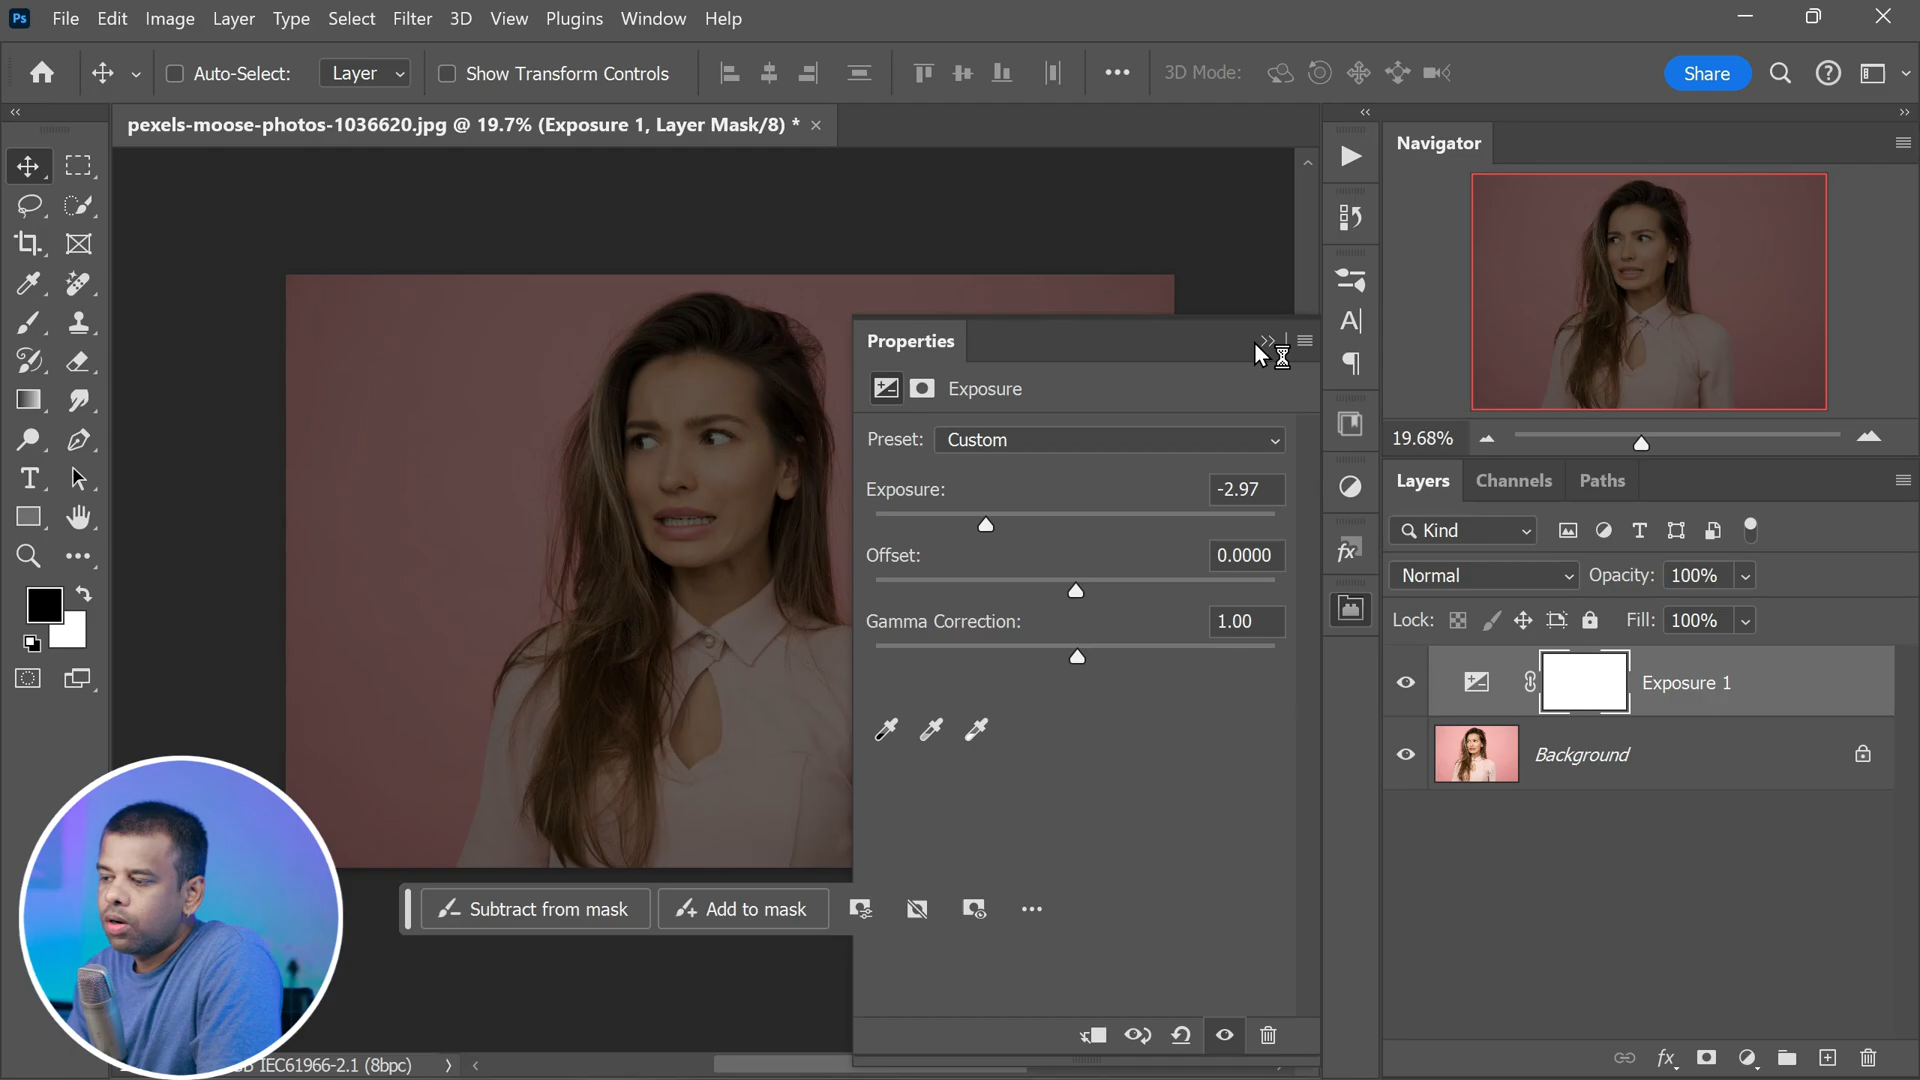 Ps File Edit Image Layer Type Select Filter 3D View Plugins Window Help
Auto-Select: Layer Show Transform Controls 3D Mode: Share
pexels-moose-photos-1036620.jpg @ 19.7% (Exposure 1, Layer Mask/8) *
Navigator
19.68%
Properties
Exposure
Preset: Custom
Exposure: -2.97
Offset: 0.0000
Gamma Correction: 1.00
Subtract from mask Add to mask
IEC61966-2.1 (8bpc)
Layers Channels Paths
Kind
Normal Opacity: 100%
Lock: Fill: 100%
Exposure 1
Background